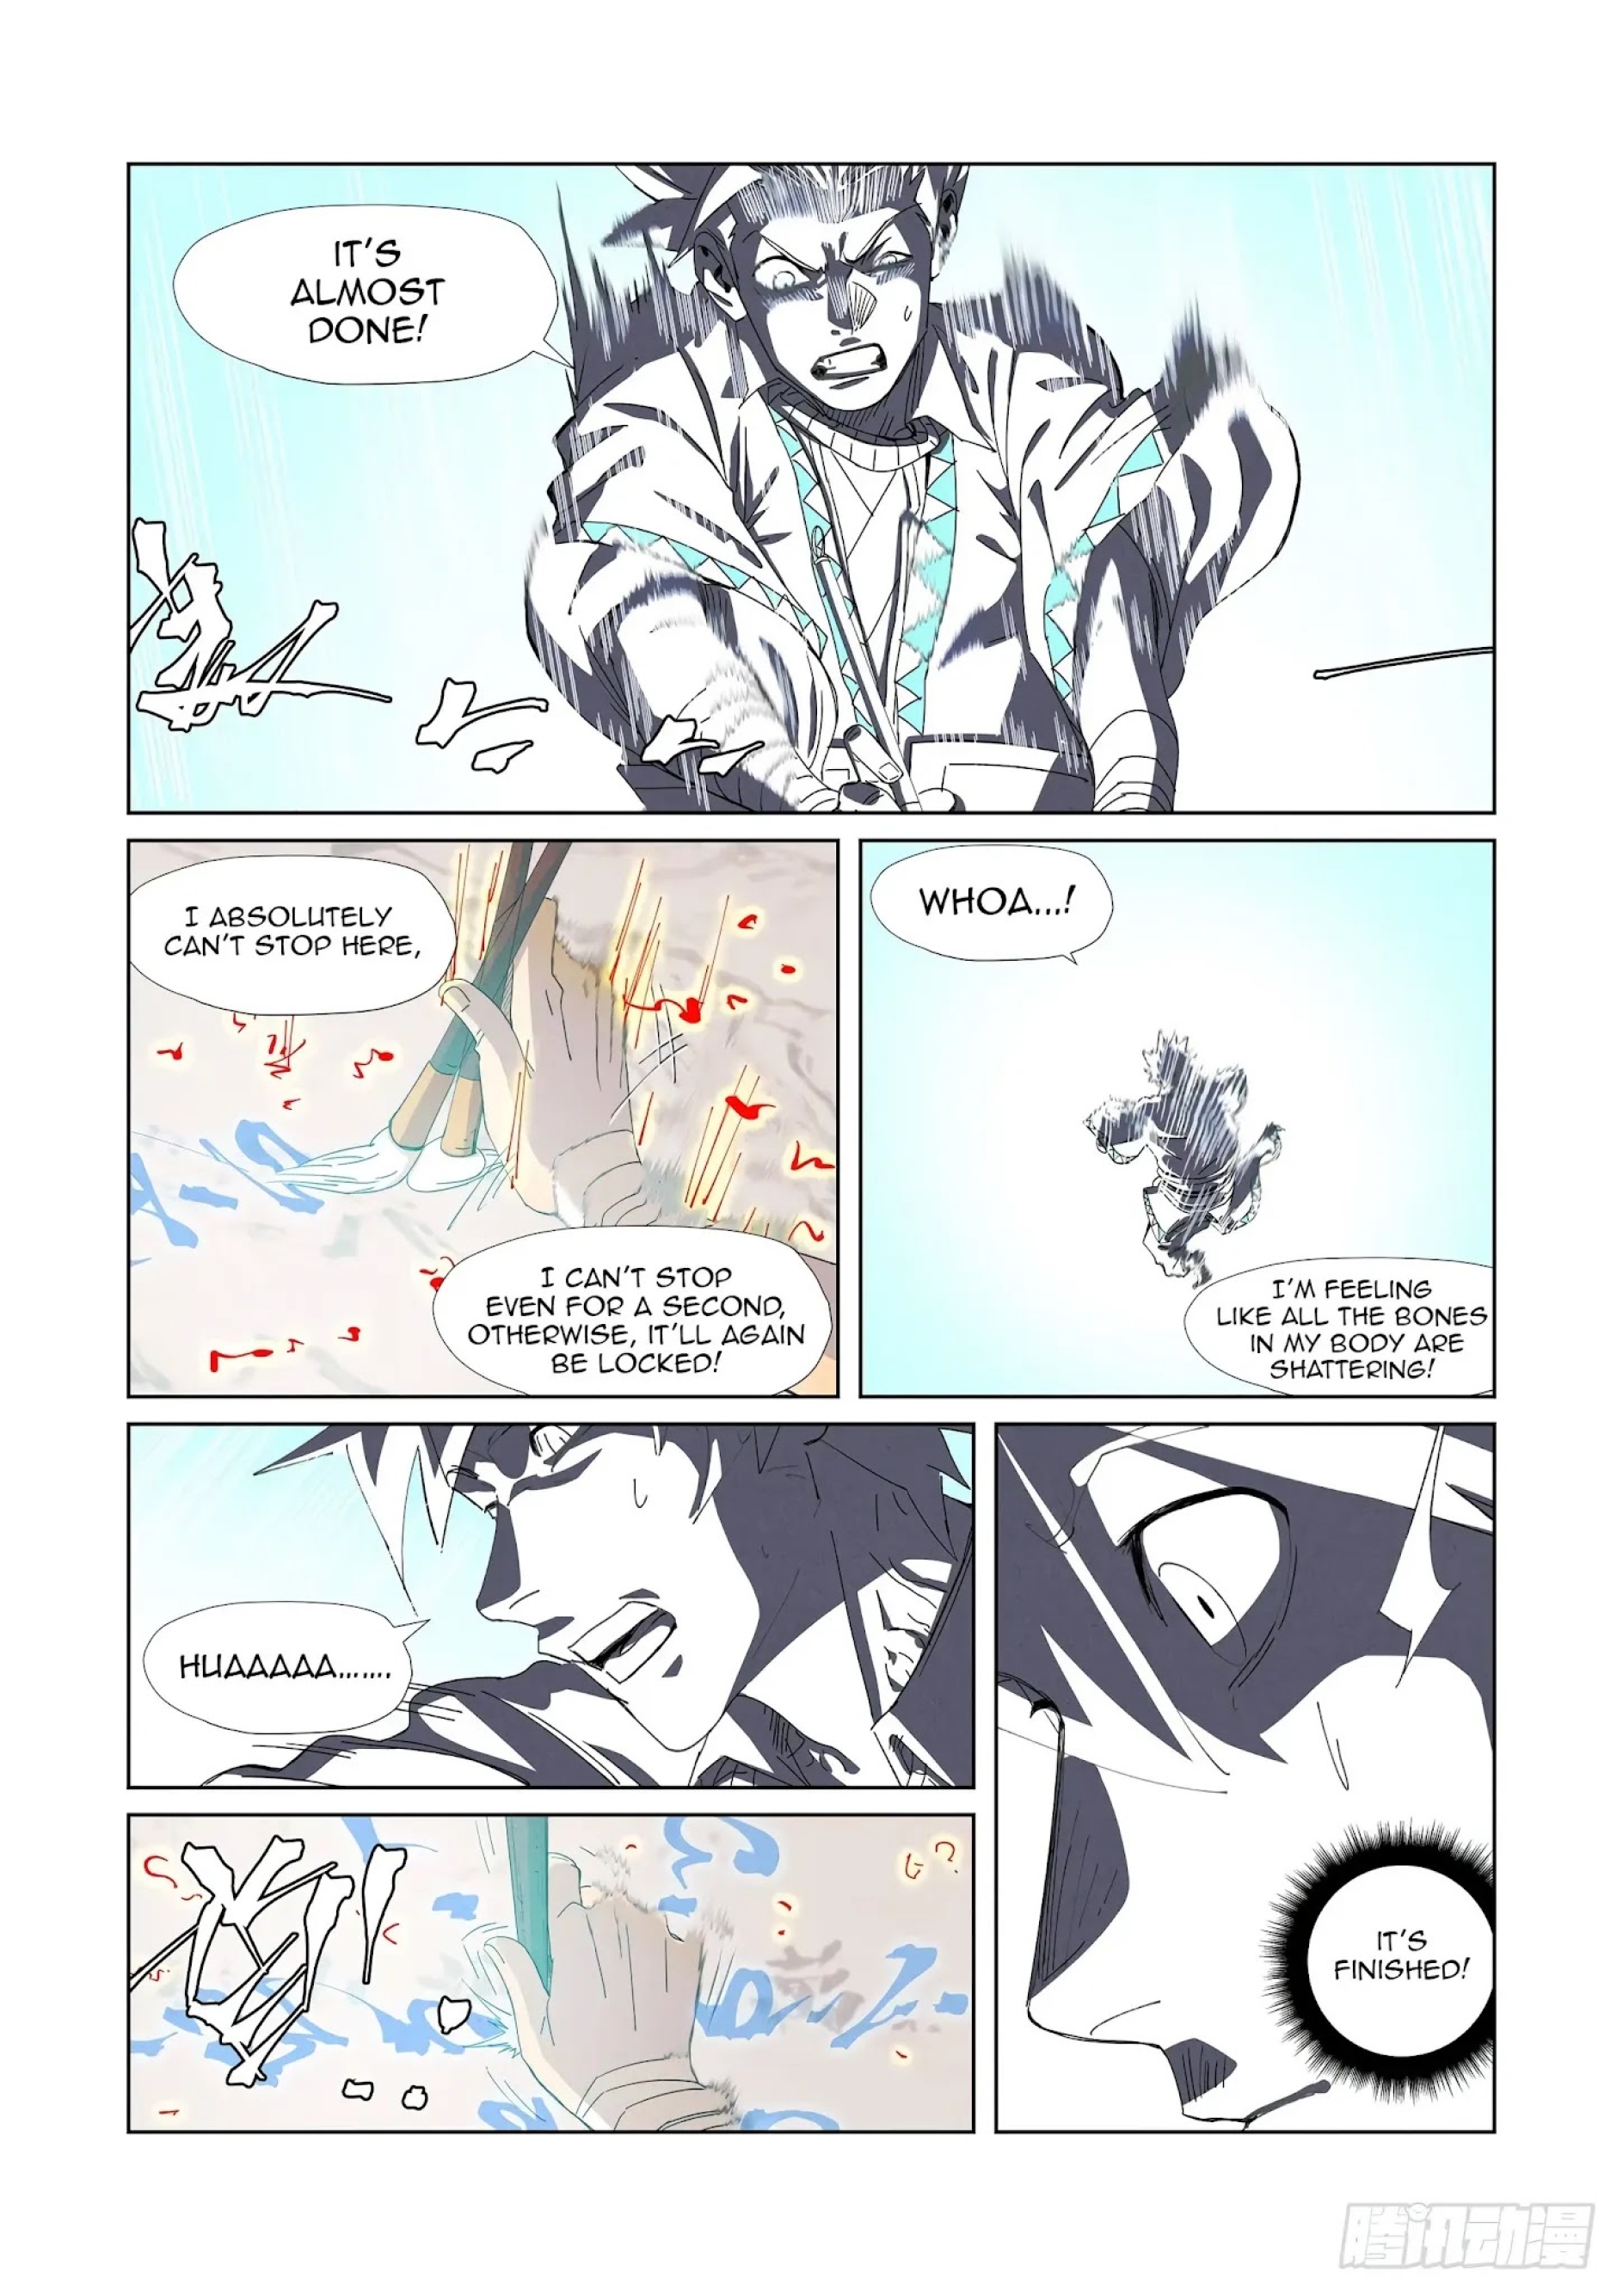 IT'S
ALMOST
DONE!
I ABSOLUTELY
CAN'T STOP HERE,
I CAN'T STOP
EVEN FOR A SECOND,
OTHERWISE, IT'LL AGAIN
BE LOCKED!
WHOA...!
I'M FEELING
LIKE ALL THE BONES
IN MY BODY ARE
SHATTERING!
HUAAAAA.......
IT'S
FINISHED!
腾讯动漫